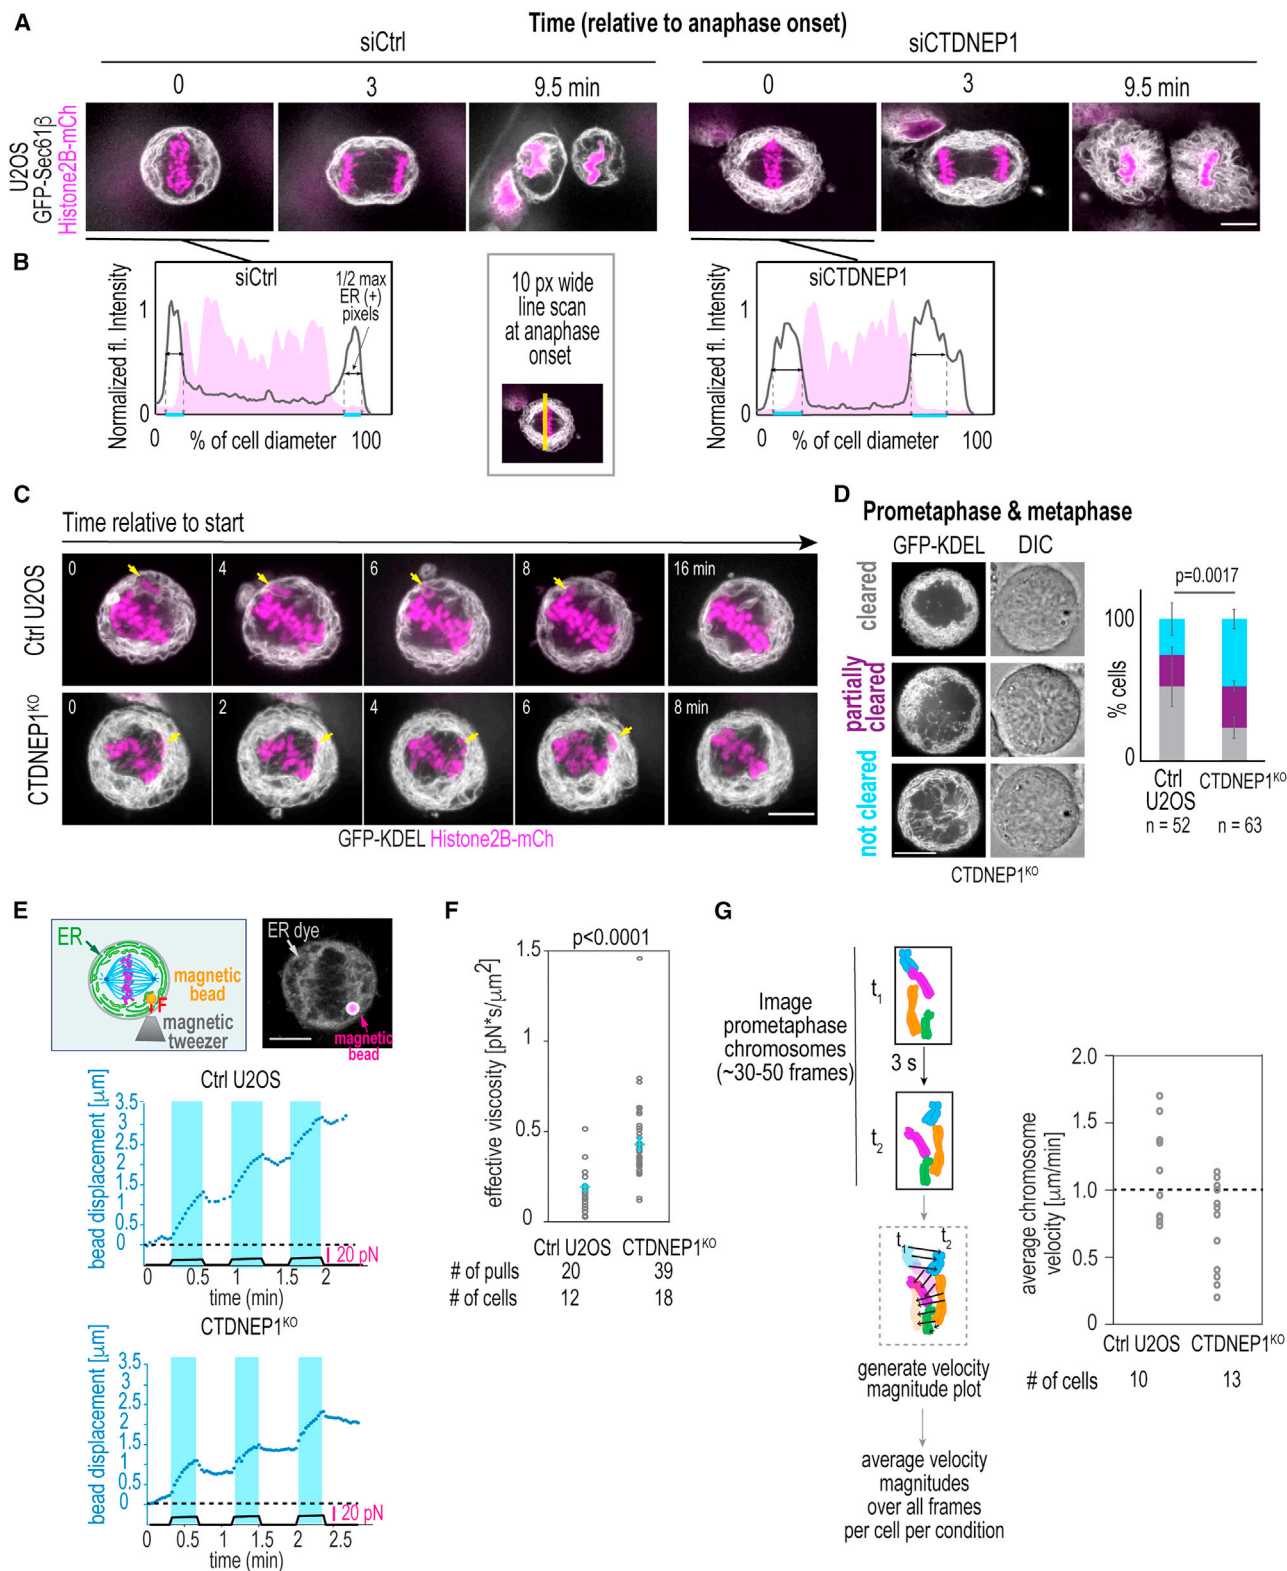 A
Time (relative to anaphase onset)
siCtrl
siCTDNEP1
0
3
9.5 min
0
3
9.5 min
U2OS
GFP-Sec61β
Histone2B-mCh
B
Normalized fl. Intensity
1
0
siCtrl
1/2 max
ER (+)
pixels
0
% of cell diameter
100
10 px wide
line scan
at anaphase
onset
Normalized fl. Intensity
1
0
siCTDNEP1
0
% of cell diameter
100
C
Time relative to start
Ctrl U2OS
0
4
6
8
16 min
CTDNEP1KO
0
2
4
6
8 min
GFP-KDEL Histone2B-mCh
D
Prometaphase & metaphase
GFP-KDEL
DIC
cleared
partially
cleared
not cleared
CTDNEP1KO
p=0.0017
% cells
100
0
Ctrl
U2OS
CTDNEP1KO
n = 52
n = 63
E
ER
magnetic
bead
F
magnetic
tweezer
ER dye
magnetic
bead
Ctrl U2OS
bead displacement [µm]
3.5
3
2.5
2
1.5
1
0.5
0
20 pN
0
0.5
1
1.5
2
time (min)
CTDNEP1KO
bead displacement [µm]
3.5
3
2.5
2
1.5
1
0.5
0
20 pN
0
0.5
1
1.5
2
2.5
time (min)
F
p<0.0001
effective viscosity [pN*s/µm2]
1.5
1
0.5
0
Ctrl U2OS
CTDNEP1KO
# of pulls
20
39
# of cells
12
18
G
Image
prometaphase
chromosomes
(~30-50 frames)
t1
3 s
t2
t1
t2
generate velocity
magnitude plot
average velocity
magnitudes
over all frames
per cell per condition
average chromosome
velocity [µm/min]
2.0
1.5
1.0
0.5
0
Ctrl U2OS
CTDNEP1KO
# of cells
10
13